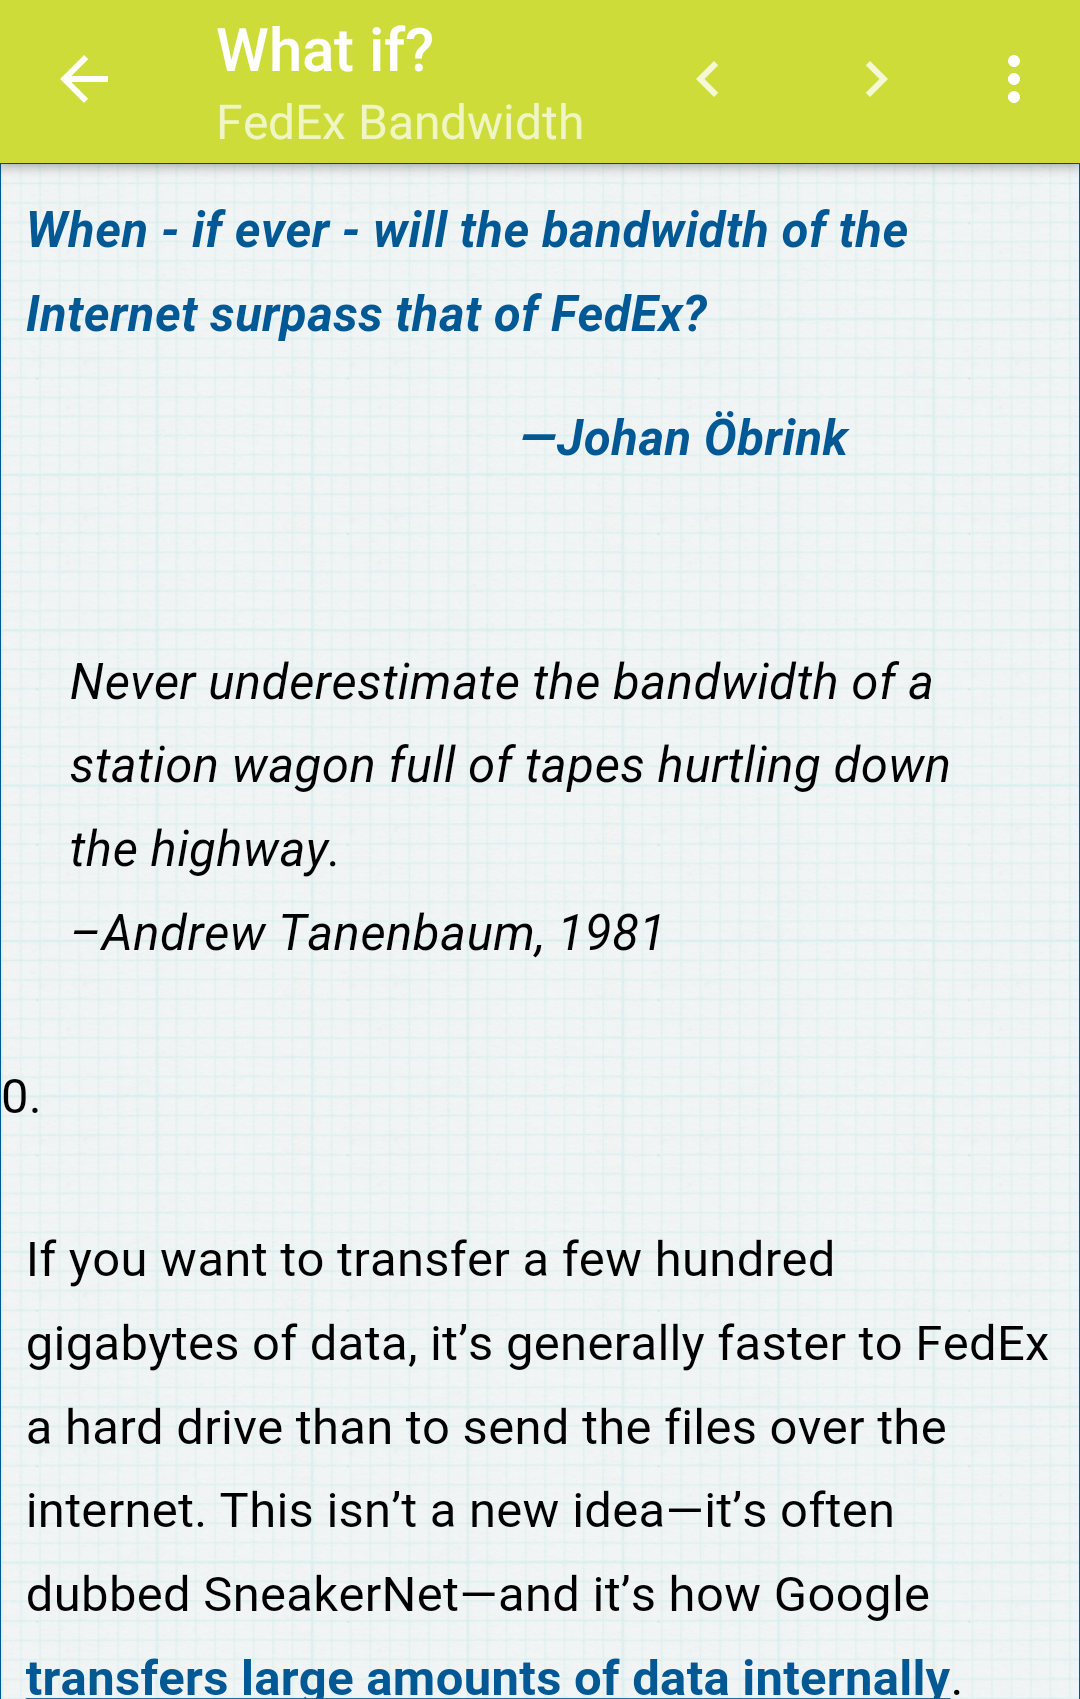 What if?
FedEx Bandwidth
When - if ever - will the bandwidth of the
Internet surpass that of FedEx?
—Johan Öbrink
Never underestimate the bandwidth of a
station wagon full of tapes hurtling down
the highway.
–Andrew Tanenbaum, 1981
0.
If you want to transfer a few hundred
gigabytes of data, it’s generally faster to FedEx
a hard drive than to send the files over the
internet. This isn’t a new idea—it’s often
dubbed SneakerNet—and it’s how Google
transfers large amounts of data internally.